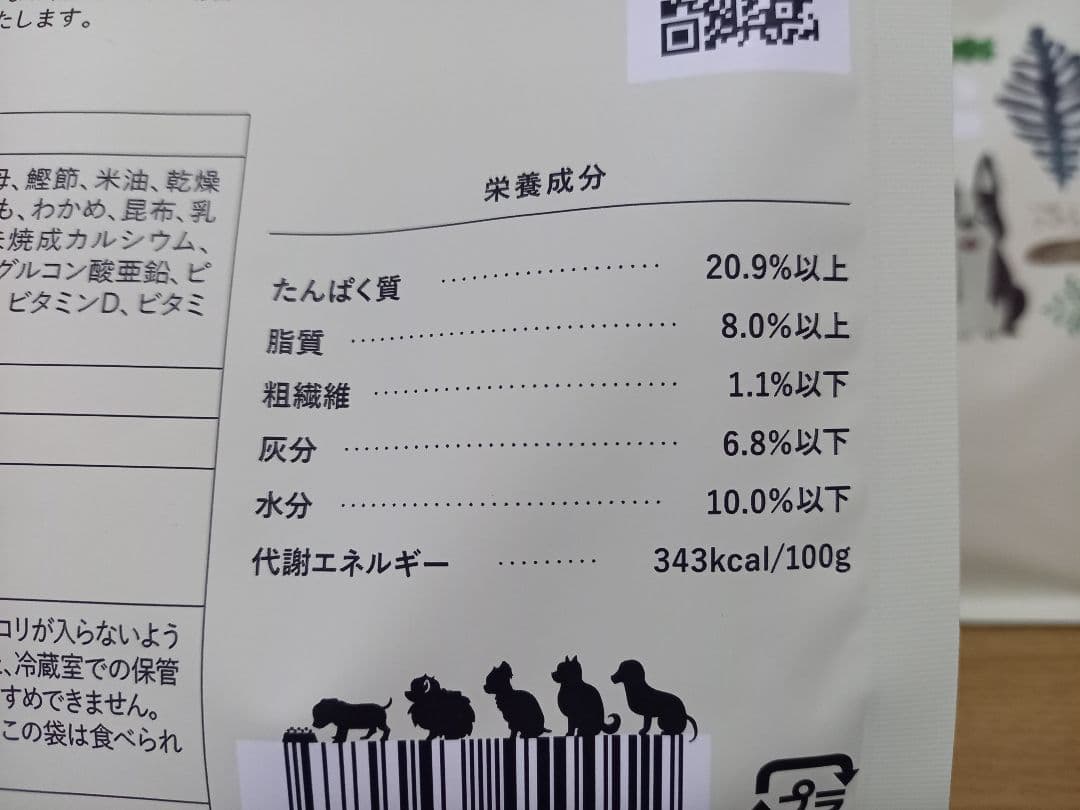 たします。
、鰹節、米油、乾燥
も、わかめ、昆布、乳
焼成カルシウム、
グルコン酸亜鉛、ピ
ビタミンD、ビタミ
コリが入らないよう
、冷蔵室での保管
すめできません。
この袋は食べられ
栄養成分
たんぱく質 ………… 20.9%以上
脂質 ………… 8.0%以上
粗繊維 ………… 1.1%以下
灰分 ………… 6.8%以下
水分 ………… 10.0%以下
代謝エネルギー ………… 343kcal/100g
プラ